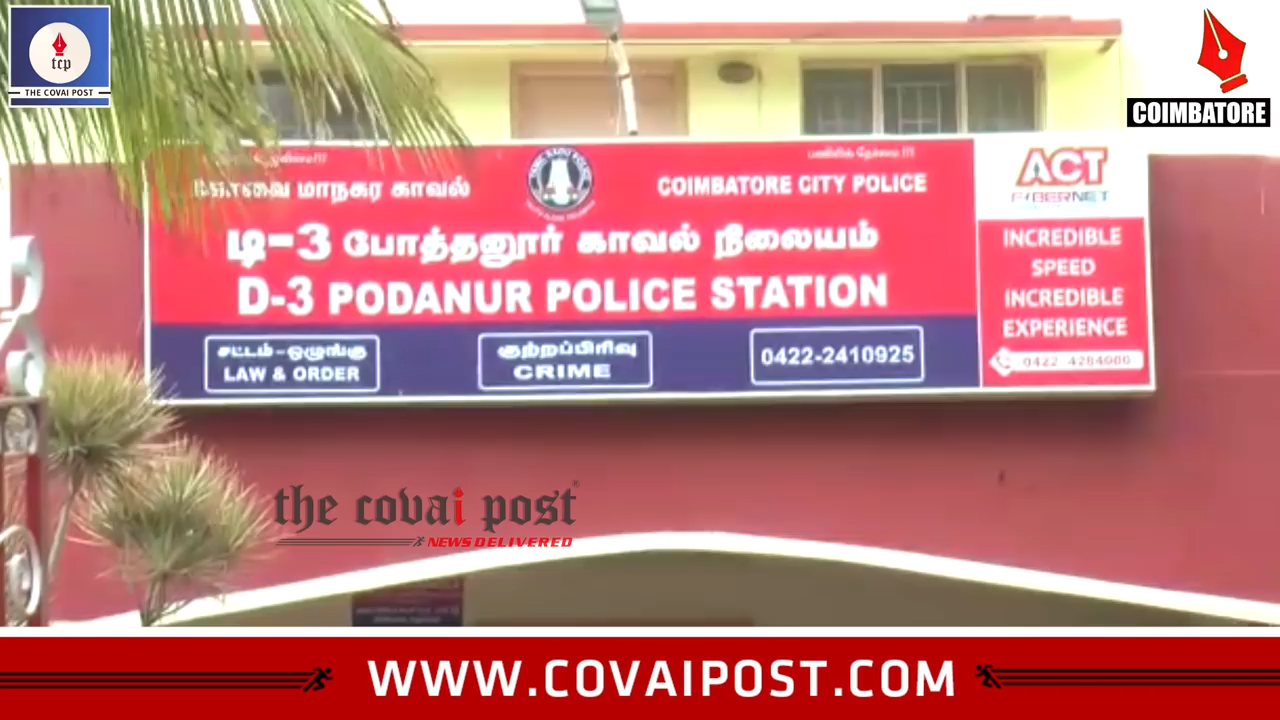 tcp
THE COVAI POST
COIMBATORE
பணியில் நேர்மை!!!
கோவை மாநகர காவல்
COIMBATORE CITY POLICE
டி-3 போத்தனூர் காவல் நிலையம்
D-3 PODANUR POLICE STATION
சட்டம் - ஒழுங்கு
LAW & ORDER
குற்றப்பிரிவு
CRIME
0422-2410925
ACT
FYBERNET
INCREDIBLE
SPEED
INCREDIBLE
EXPERIENCE
0422 4284000
the covai post
NEWS DELIVERED
WWW.COVAIPOST.COM